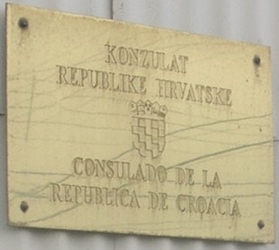 KONZULAT
REPUBLIKE HRVATSKE
CONSULADO DE LA
REPUBLICA DE CROACIA